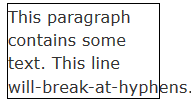 This paragraph
contains some
text. This line
will-break-at-hyphens.